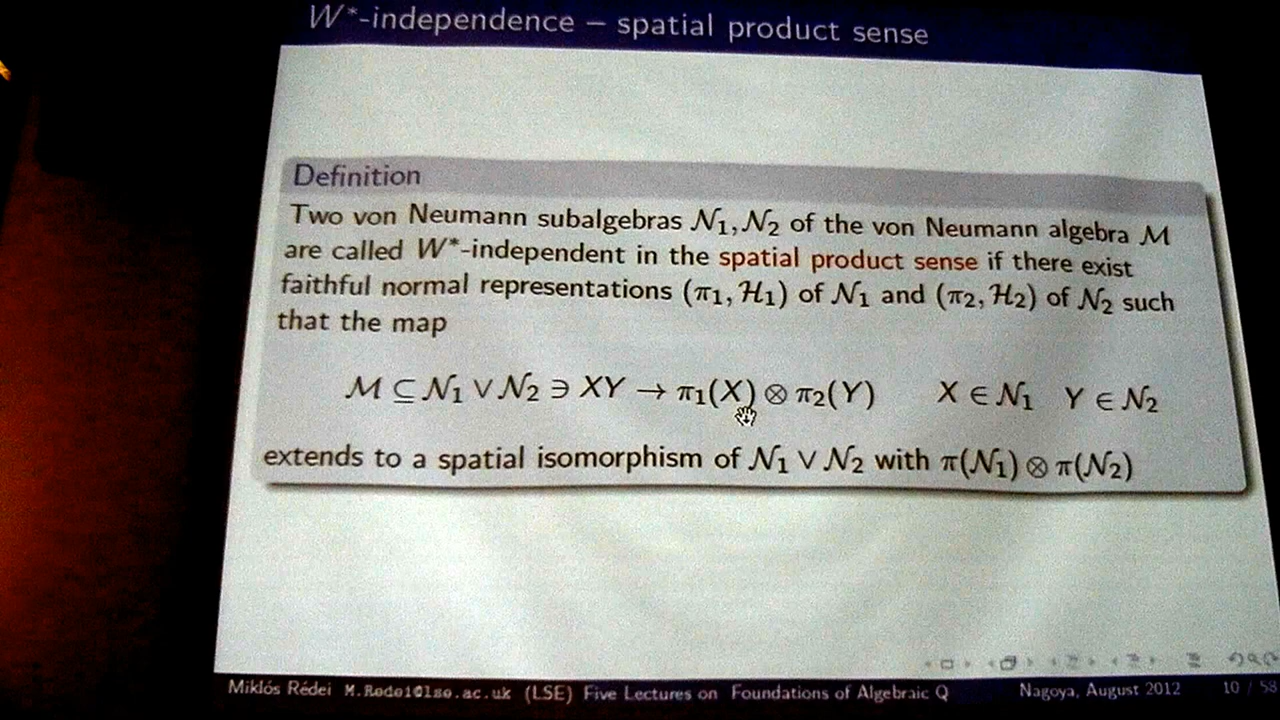 W*-independence – spatial product sense
Definition
Two von Neumann subalgebras 𝒩₁, 𝒩₂ of the von Neumann algebra ℳ
are called W*-independent in the spatial product sense if there exist
faithful normal representations (π₁, ℋ₁) of 𝒩₁ and (π₂, ℋ₂) of 𝒩₂ such
that the map
ℳ ⊆ 𝒩₁ ∨ 𝒩₂ ∋ XY → π₁(X) ⊗ π₂(Y) X ∈ 𝒩₁ Y ∈ 𝒩₂
extends to a spatial isomorphism of 𝒩₁ ∨ 𝒩₂ with π(𝒩₁) ⊗ π(𝒩₂)
Miklós Rédei M.Redei@lse.ac.uk (LSE) Five Lectures on Foundations of Algebraic Q Nagoya, August 2012 10 / 58